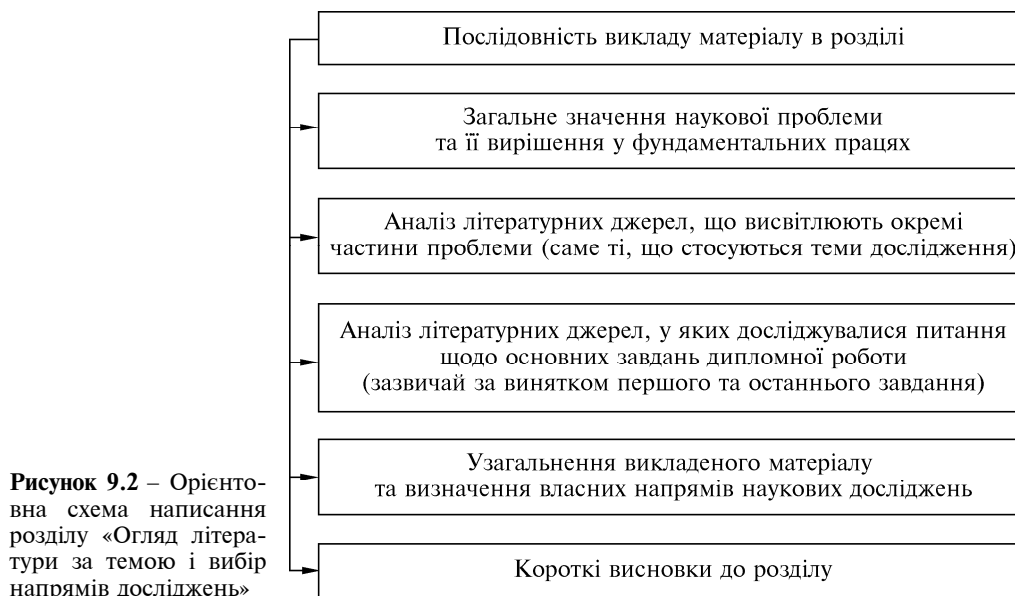 Послідовність викладу матеріалу в розділі
Загальне значення наукової проблеми
та її вирішення у фундаментальних працях
Аналіз літературних джерел, що висвітлюють окремі
частини проблеми (саме ті, що стосуються теми дослідження)
Аналіз літературних джерел, у яких досліджувалися питання
щодо основних завдань дипломної роботи
(зазвичай за винятком першого та останнього завдання)
Узагальнення викладеного матеріалу
та визначення власних напрямів наукових досліджень
Короткі висновки до розділу
Рисунок 9.2 – Орієнто-
вна схема написання
розділу «Огляд літера-
тури за темою і вибір
напрямів досліджень»